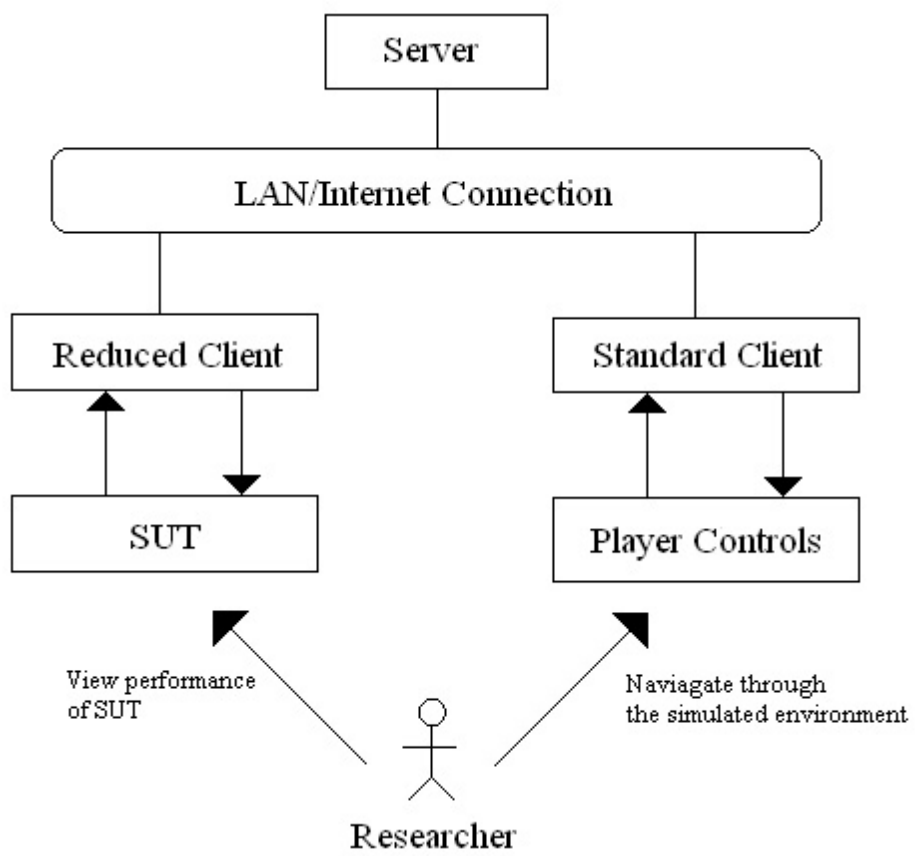 Server
LAN/Internet Connection
Reduced Client
Standard Client
SUT
Player Controls
View performance
of SUT
Naviagate through
the simulated environment
Researcher